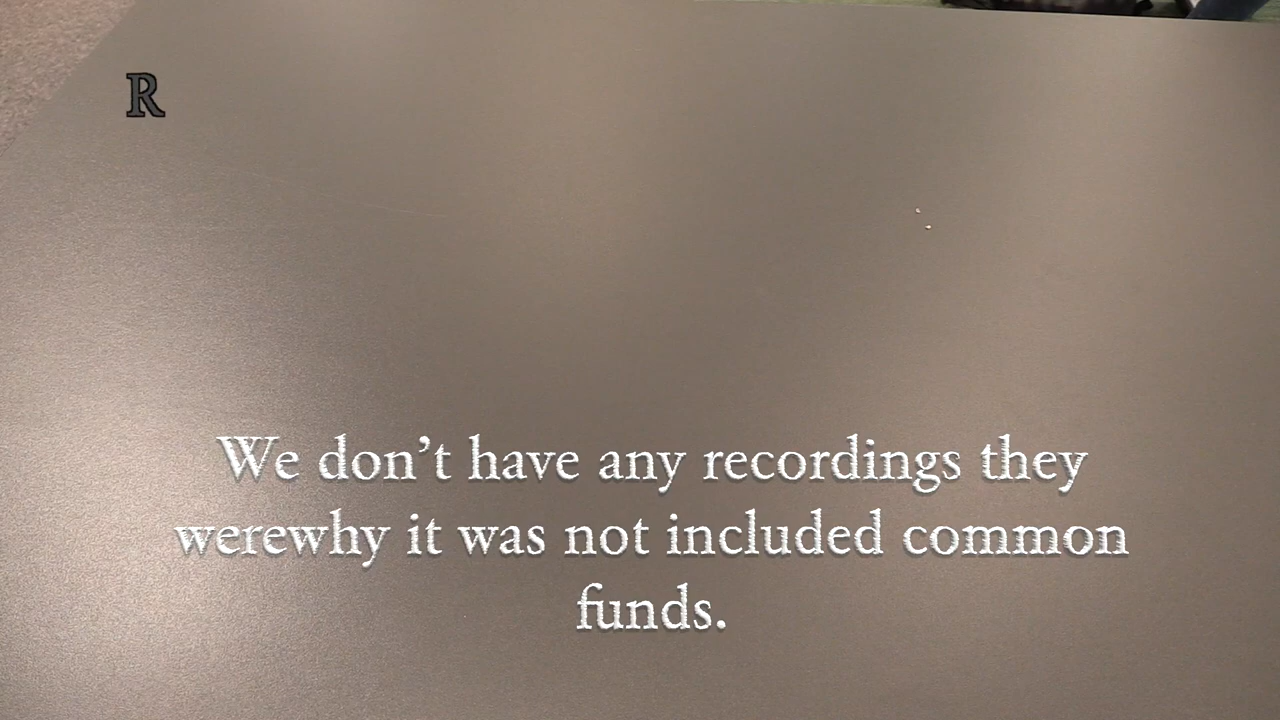 R
We don't have any recordings they
werewhy it was not included common
funds.